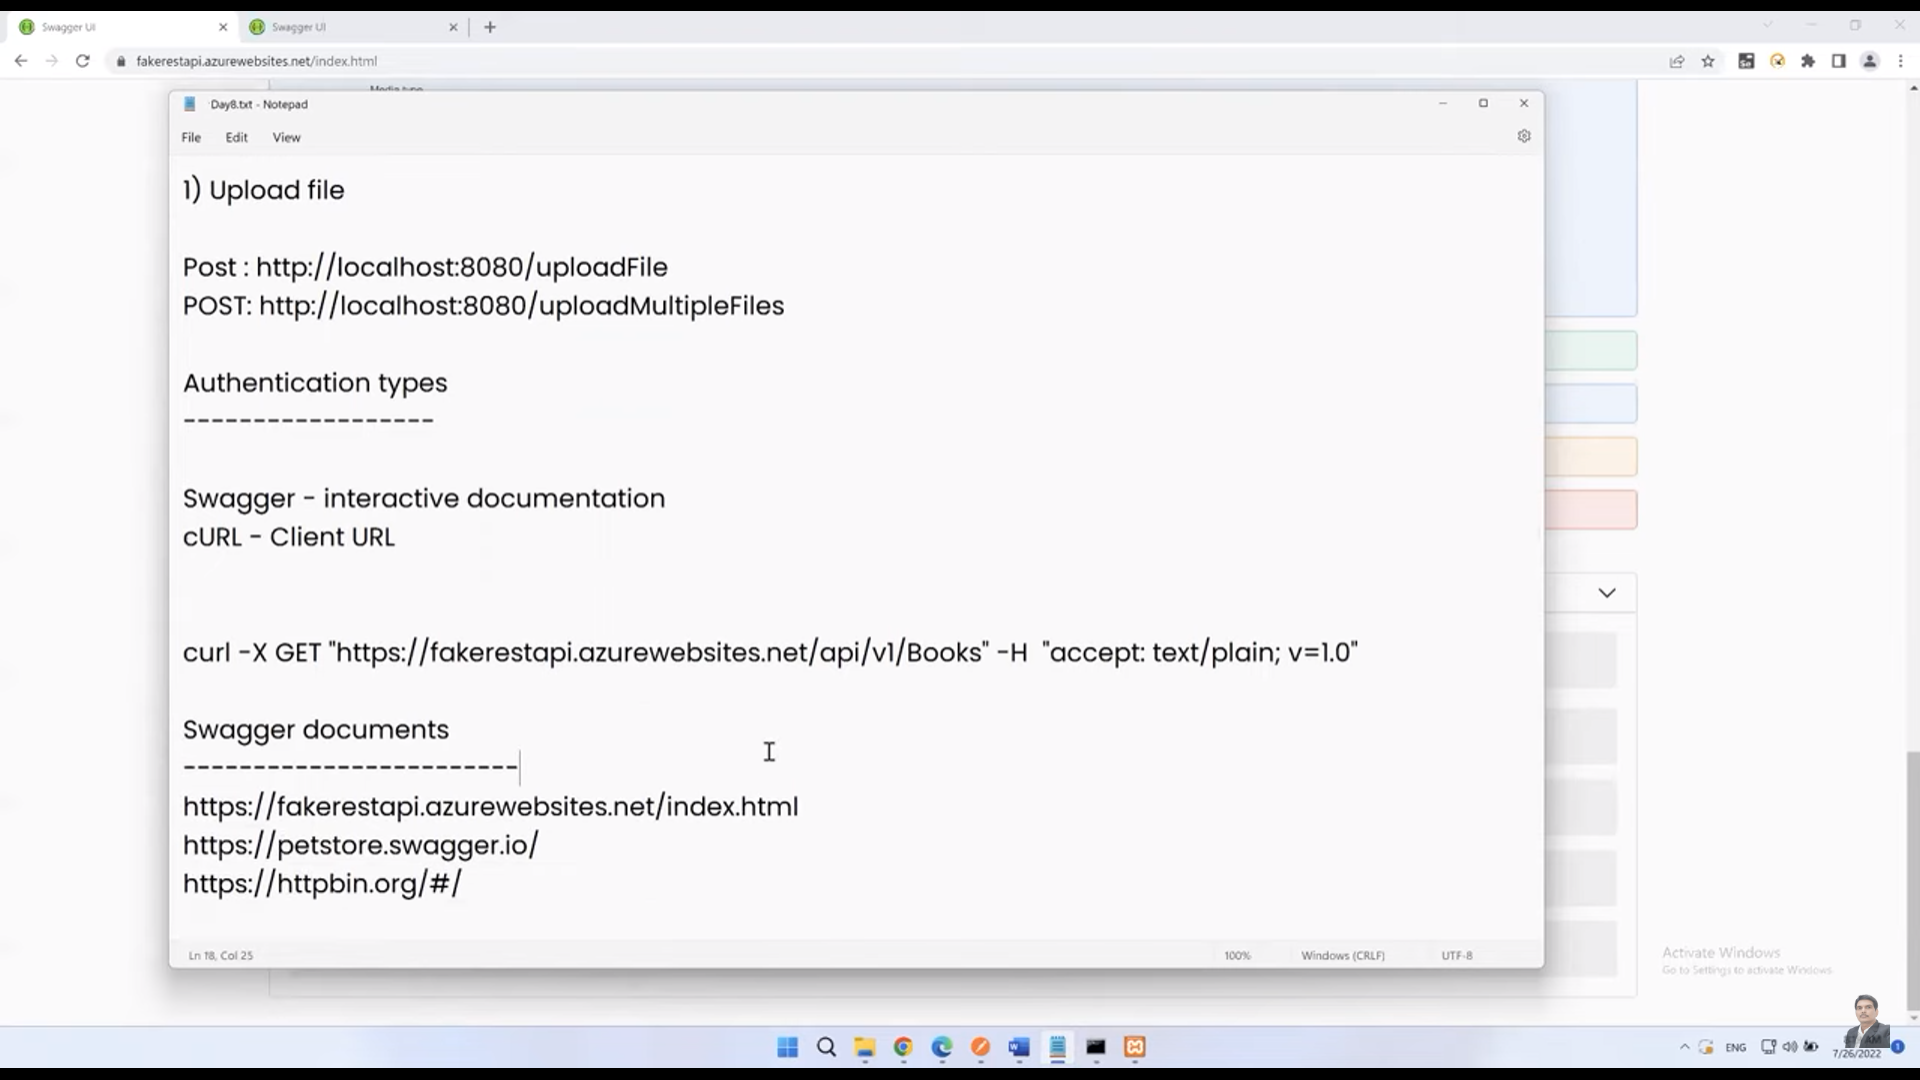 Swagger UI
Swagger UI
fakerestapi.azurewebsites.net/index.html
Media type
Day8.txt - Notepad
File Edit View
1) Upload file
Post : http://localhost:8080/uploadFile
POST: http://localhost:8080/uploadMultipleFiles
Authentication types
------------------
Swagger - interactive documentation
cURL - Client URL
curl -X GET "https://fakerestapi.azurewebsites.net/api/v1/Books" -H  "accept: text/plain; v=1.0"
Swagger documents
------------------------
https://fakerestapi.azurewebsites.net/index.html
https://petstore.swagger.io/
https://httpbin.org/#/
Ln 18, Col 25
100%
Windows (CRLF)
UTF-8
Activate Windows
Go to Settings to activate Windows.
ENG
7/26/2022
1